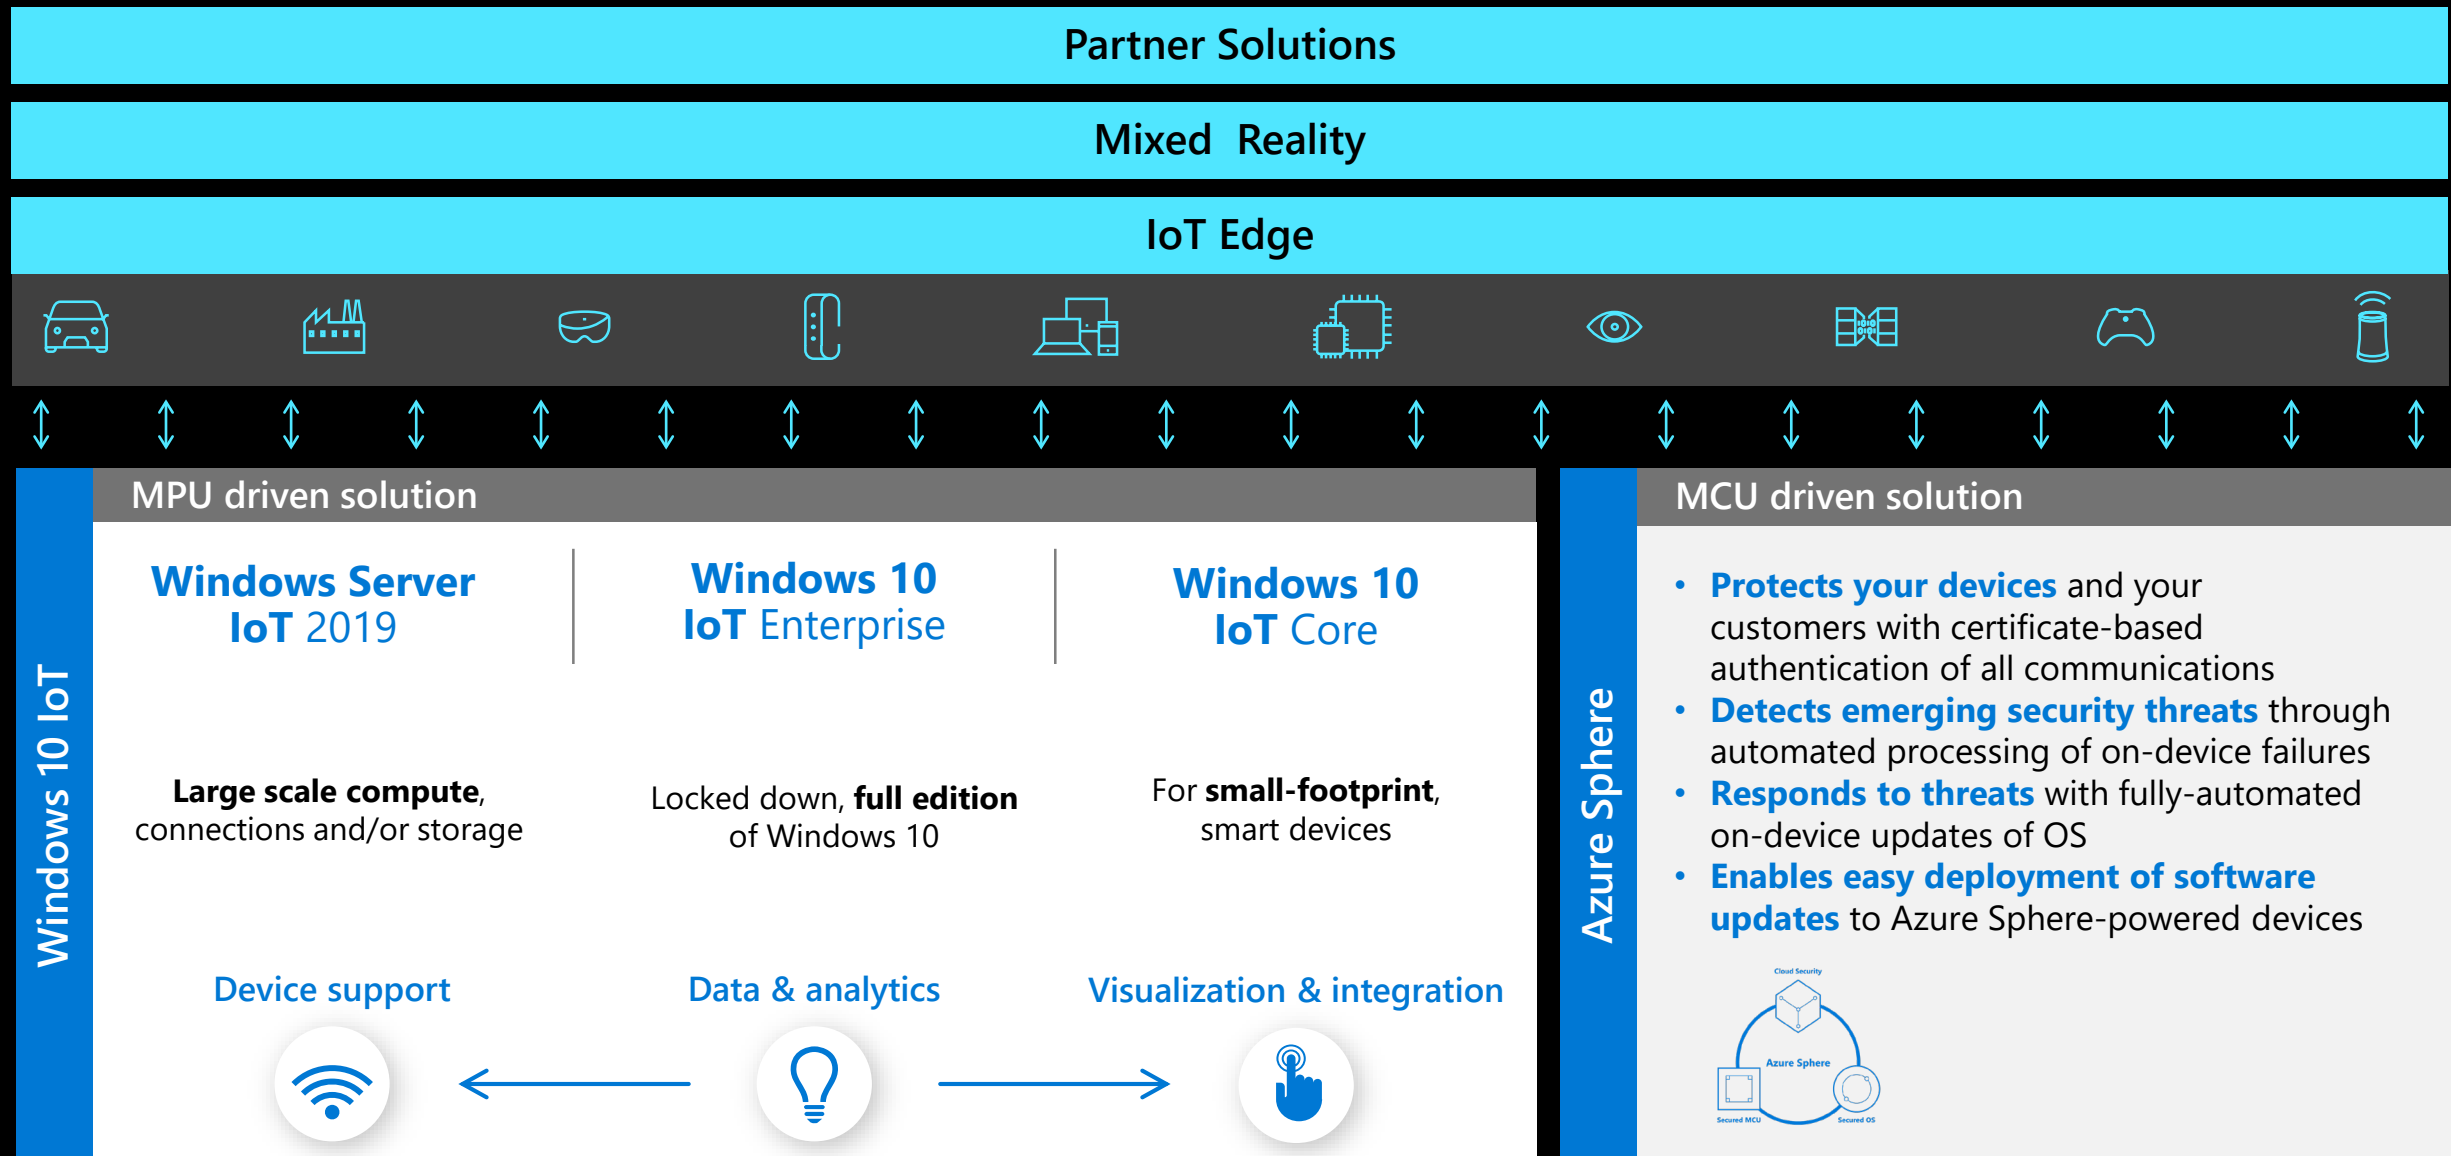 Partner Solutions
Mixed Reality
IoT Edge
Windows 10 IoT
MPU driven solution
Windows Server
IoT 2019
Windows 10
IoT Enterprise
Windows 10
IoT Core
Large scale compute,
connections and/or storage
Locked down, full edition
of Windows 10
For small-footprint,
smart devices
Device support
Data & analytics
Visualization & integration
Azure Sphere
MCU driven solution
• Protects your devices and your
customers with certificate-based
authentication of all communications
• Detects emerging security threats through
automated processing of on-device failures
• Responds to threats with fully-automated
on-device updates of OS
• Enables easy deployment of software
updates to Azure Sphere-powered devices
Cloud Security
Azure Sphere
Secured MCU
Secured OS